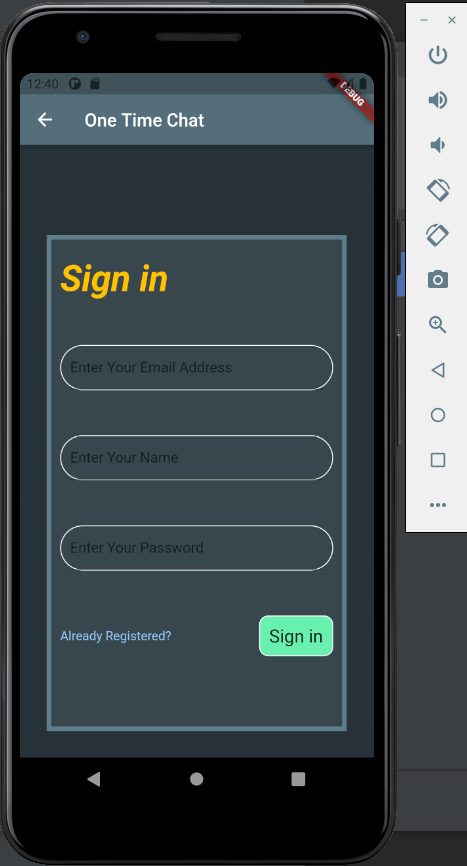 12:40
DEBUG
One Time Chat
Sign in
Enter Your Email Address
Enter Your Name
Enter Your Password
Already Registered?
Sign in